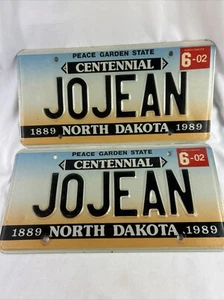 PEACE GARDEN STATE
CENTENNIAL
6-02
JOJEAN
1889 NORTH DAKOTA 1989
PEACE GARDEN STATE
CENTENNIAL
6-02
JOJEAN
1889 NORTH DAKOTA 1989